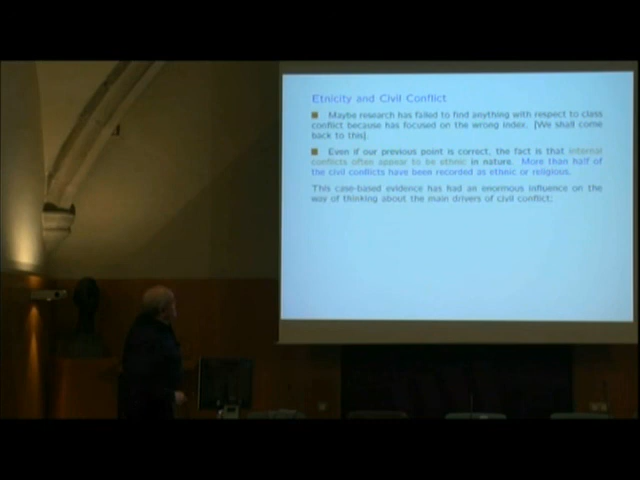 Etnicity and Civil Conflict
Maybe research has failed to find anything with respect to class
conflict because has focused on the wrong index. [We shall come
back to this].
Even if our previous point is correct, the fact is that internal
conflicts often appear to be ethnic in nature. More than half of
the civil conflicts have been recorded as ethnic or religious.
This case-based evidence has had an enormous influence on the
way of thinking about the main drivers of civil conflict: